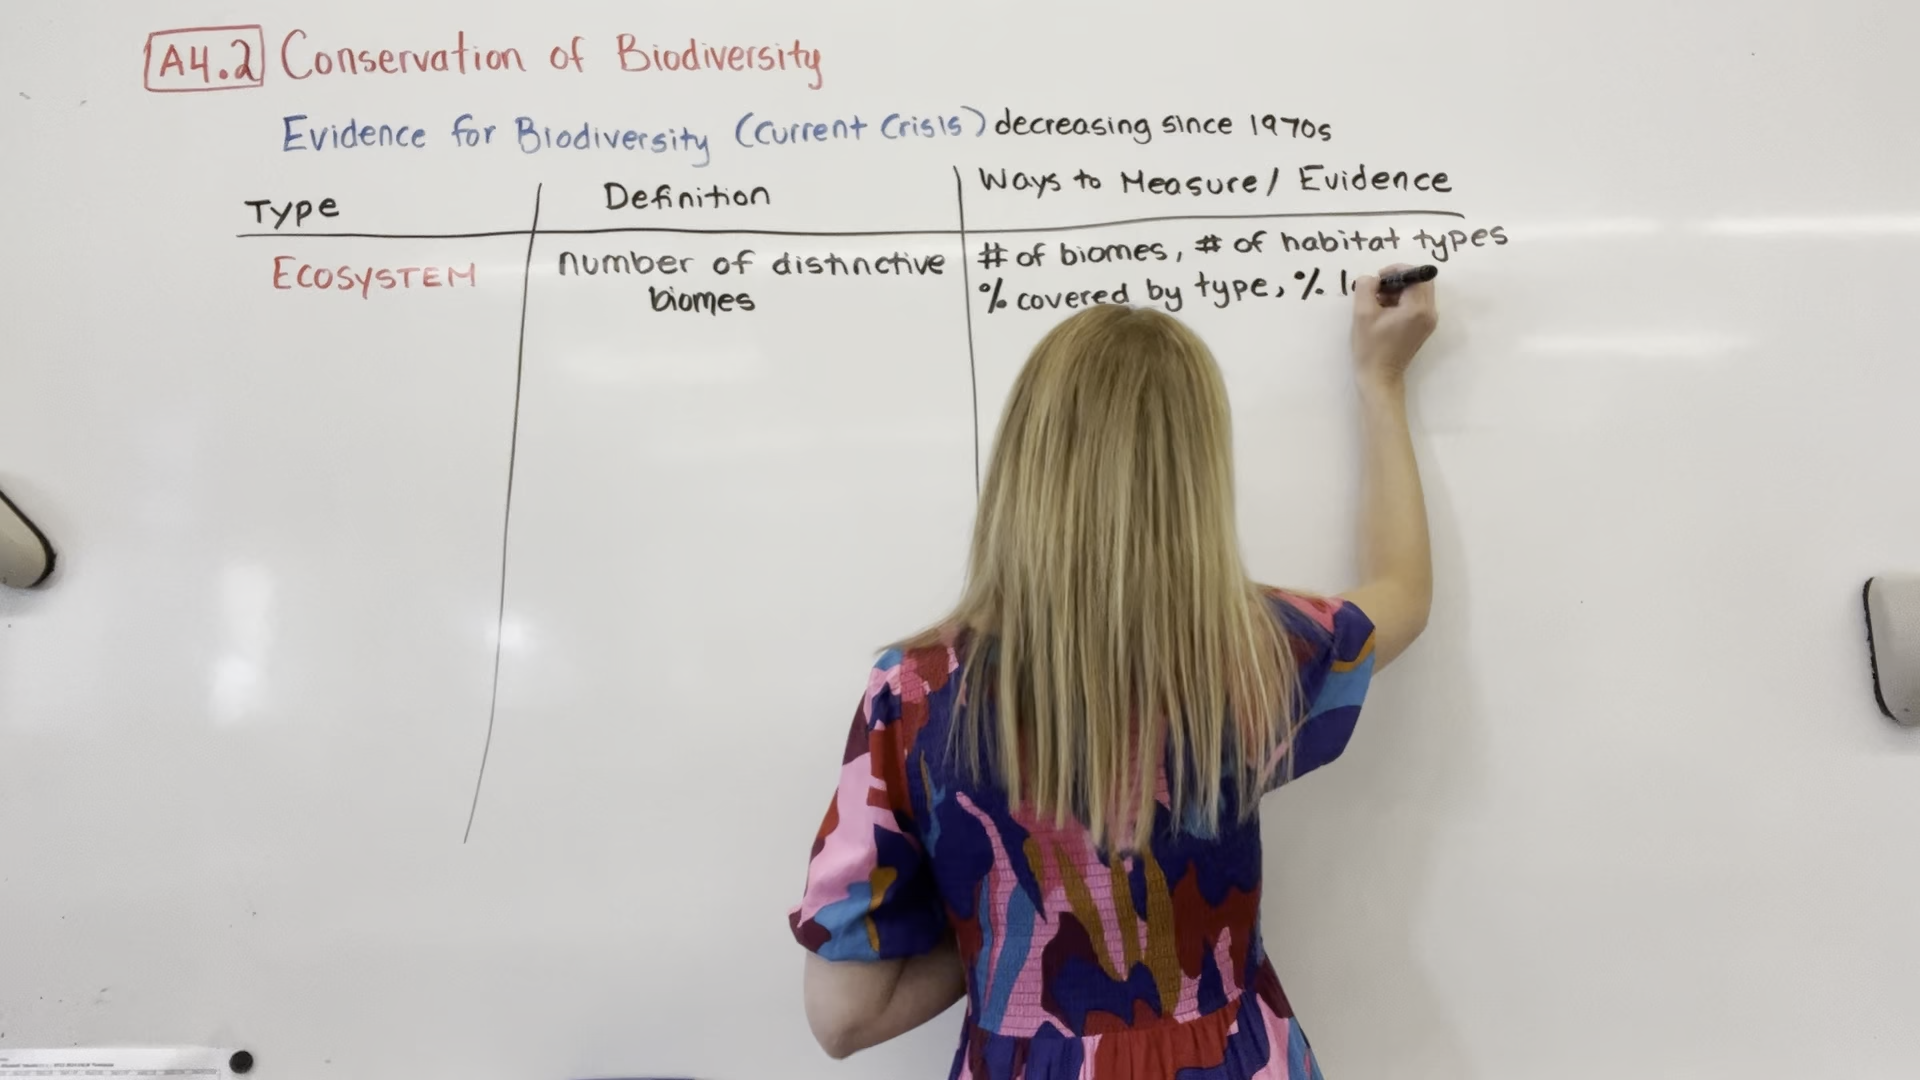 A4.2 Conservation of Biodiversity
Evidence for Biodiversity (Current Crisis) decreasing since 1970s
Type
Definition
Ways to Measure / Evidence
ECOSYSTEM
number of distinctive
biomes
# of biomes, # of habitat types
% covered by type, %